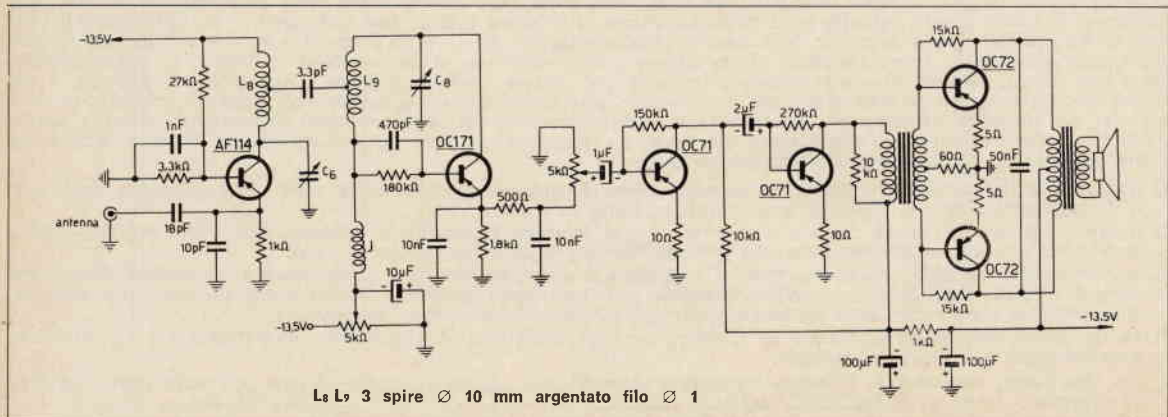 -13,5V
27kΩ
L8
3,3pF
L9
C8
1nF
470pF
AF114
OC171
3.3kΩ
180kΩ
C6
antenna
18pF
10pF
1kΩ
J
10nF
500Ω
1,8kΩ
10nF
10µF
- +
-13,5V
5kΩ
5kΩ
1µF
+
150kΩ
OC71
10Ω
2µF
- +
270kΩ
OC71
10kΩ
10Ω
10 kΩ
15kΩ
OC72
5Ω
60Ω
50nF
5Ω
OC72
15kΩ
1kΩ
-13.5V
100µF
-
+
100µF
-
+
L8 L9 3 spire Ø 10 mm argentato filo Ø 1